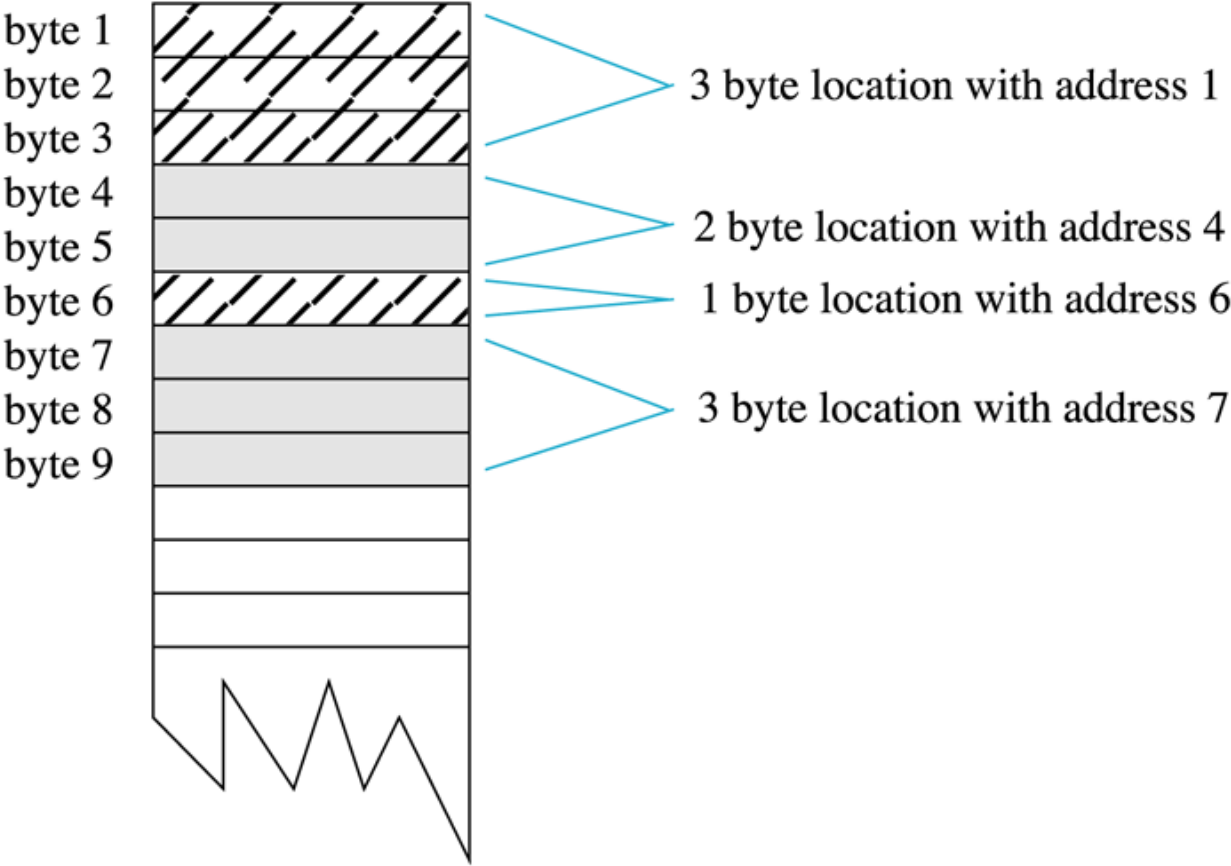 byte 1
byte 2
byte 3
byte 4
byte 5
byte 6
byte 7
byte 8
byte 9
3 byte location with address 1
2 byte location with address 4
1 byte location with address 6
3 byte location with address 7